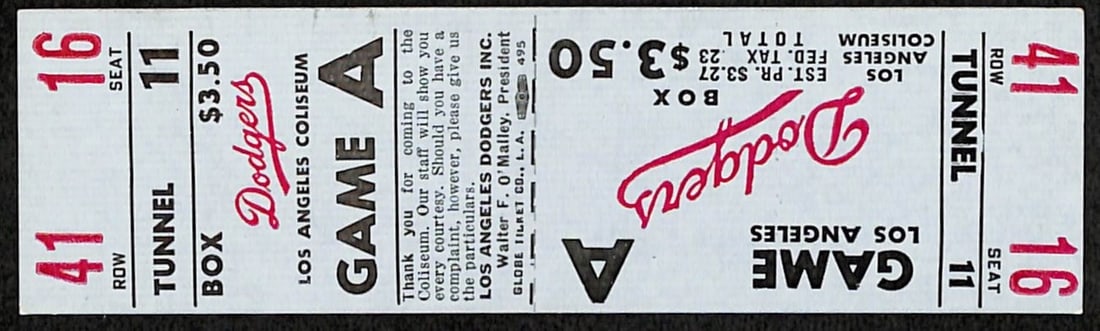 41 16
ROW SEAT
TUNNEL 11
BOX $3.50
Dodgers
LOS ANGELES COLISEUM
GAME A
Thank you for coming to the
Coliseum. Our staff will show you
every courtesy. Should you have a
complaint, however, please give us
the particulars.
LOS ANGELES DODGERS INC.
Walter F. O'Malley, President
GLOBE TICKET CO., L.A. 495
LOS ANGELES
GAME A
Dodgers
BOX
EST. PR. $3.27
FED. TAX .23
TOTAL $3.50
LOS
ANGELES
COLISEUM
TUNNEL 11
ROW SEAT
41 16